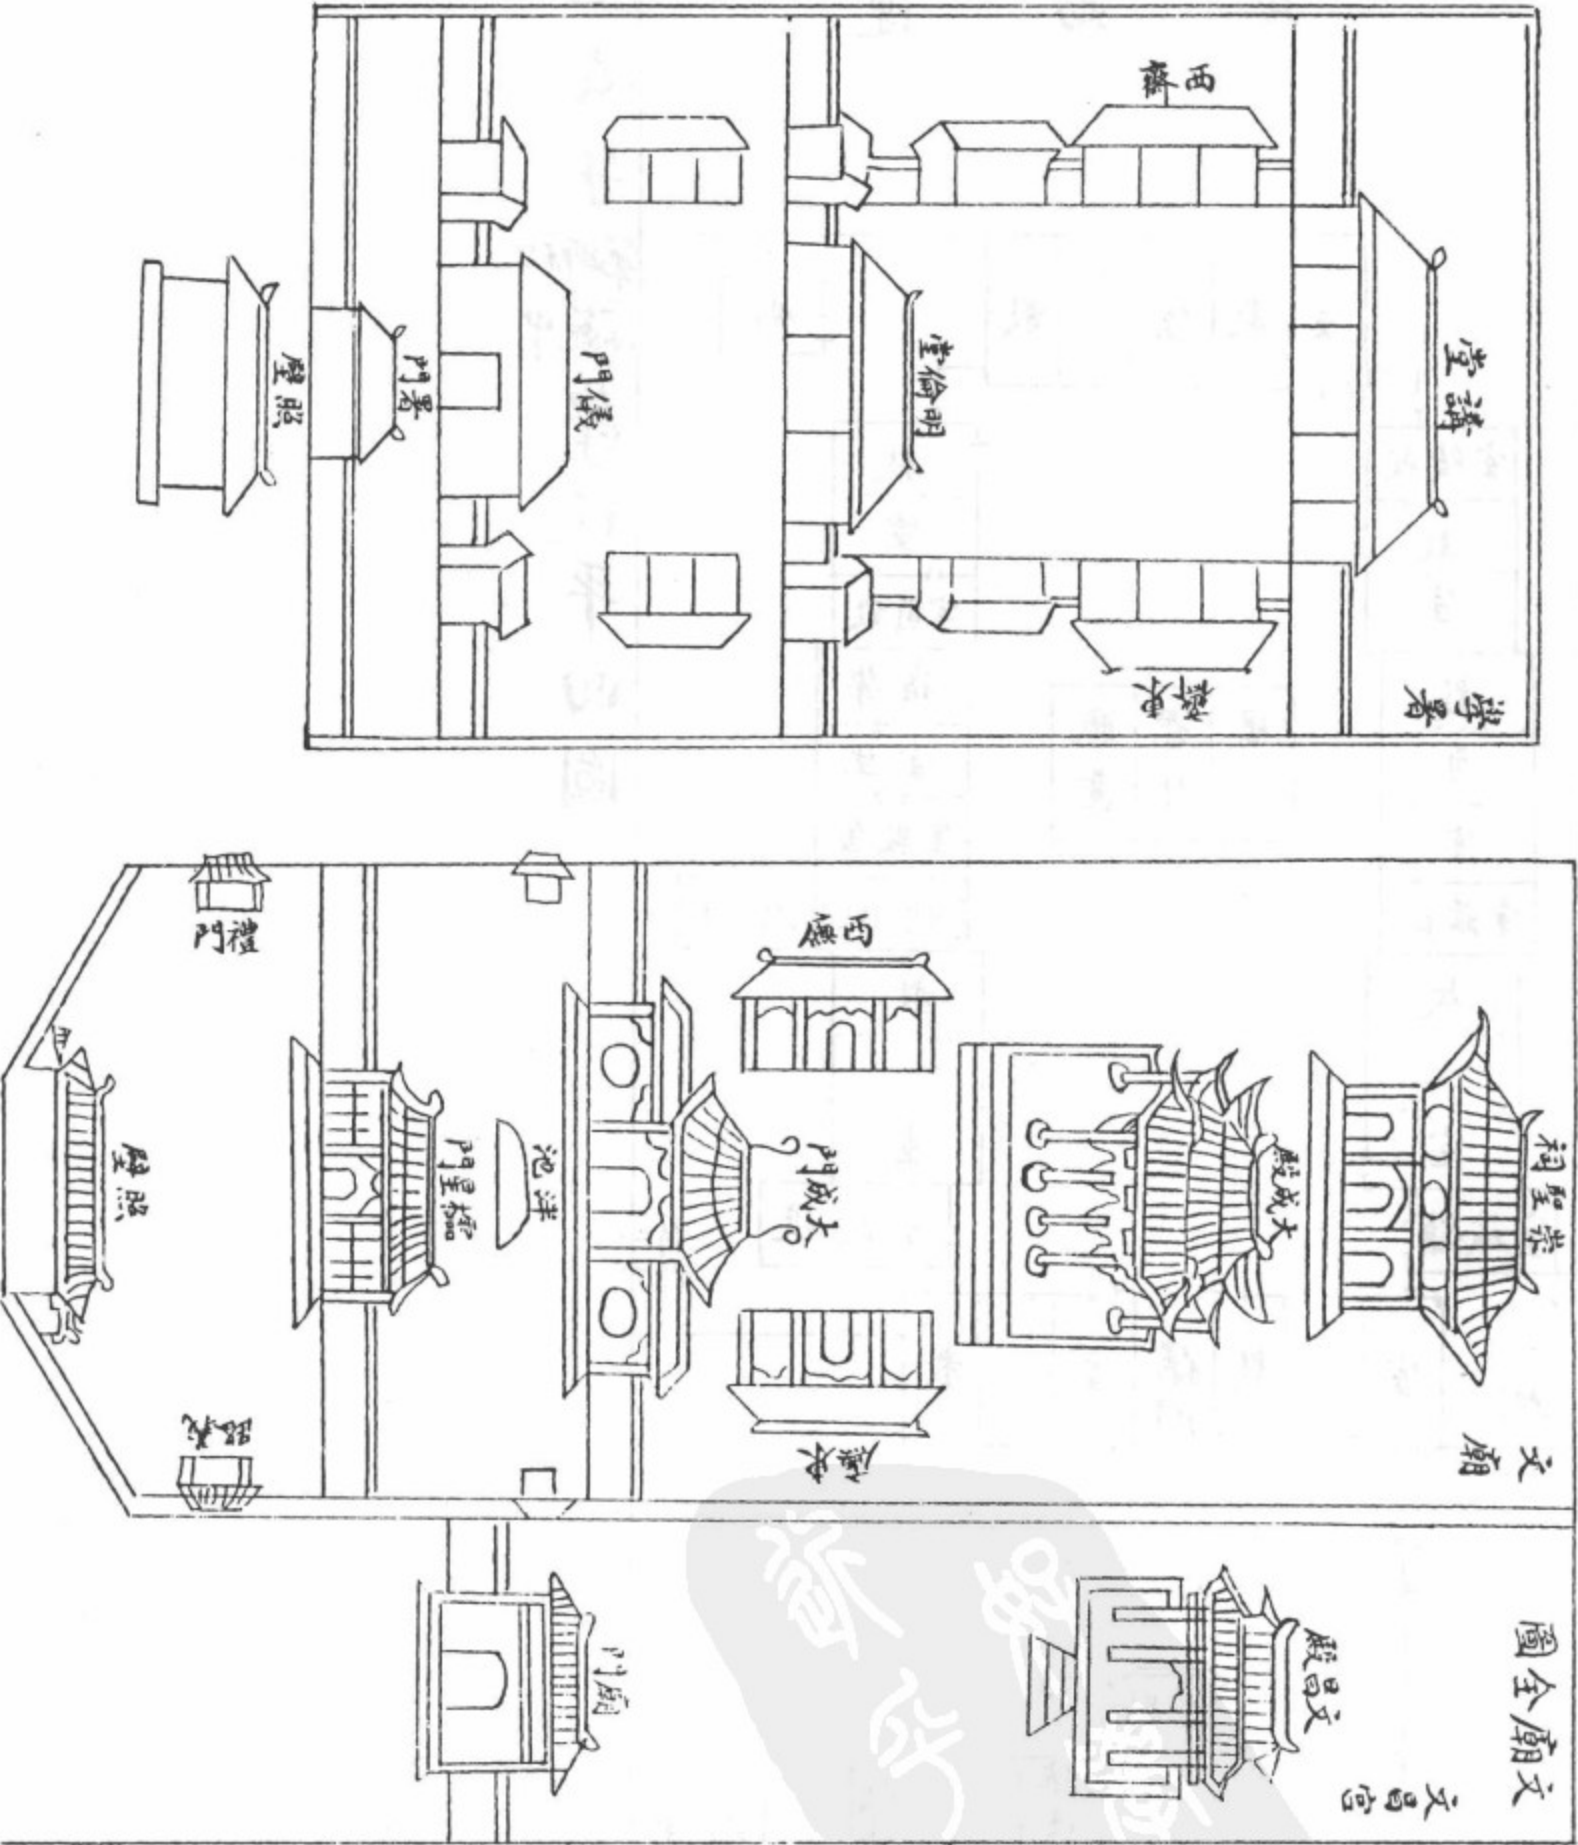 文廟全圖
文昌宮
文昌殿
廟門
文廟
崇聖祠
大成殿
東廡
西廡
大成門
泮池
櫺星門
禮門
照壁
學署
講堂
東齋
西齋
明倫堂
儀門
署門
照壁